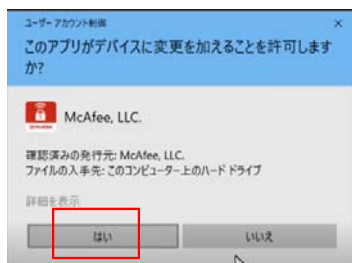 ユーザー アカウント制御
×
このアプリがデバイスに変更を加えることを許可します
か?
McAfee, LLC.
確認済みの発行元: McAfee, LLC.
ファイルの入手先: このコンピューター上のハード ドライブ
詳細を表示
はい
いいえ